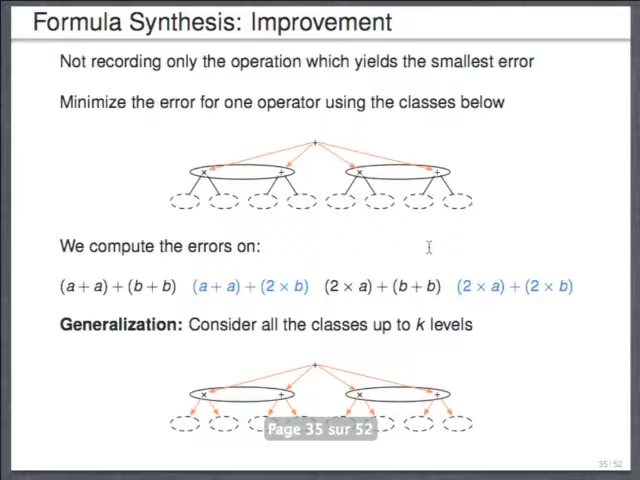 Formula Synthesis: Improvement
Not recording only the operation which yields the smallest error
Minimize the error for one operator using the classes below
+
× + × +
We compute the errors on:
(a + a) + (b + b) (a + a) + (2 × b) (2 × a) + (b + b) (2 × a) + (2 × b)
Generalization: Consider all the classes up to k levels
+
× + × +
Page 35 sur 52
35/52